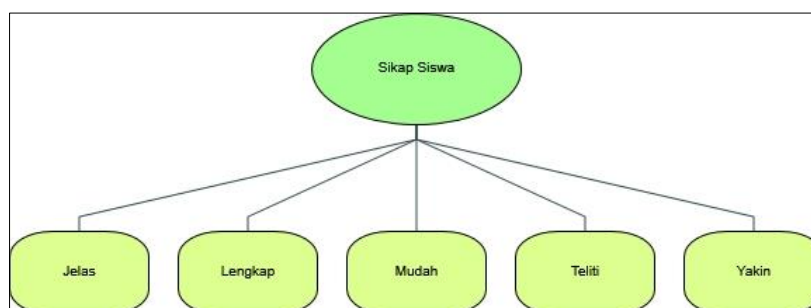 Sikap Siswa
Jelas
Lengkap
Mudah
Teliti
Yakin